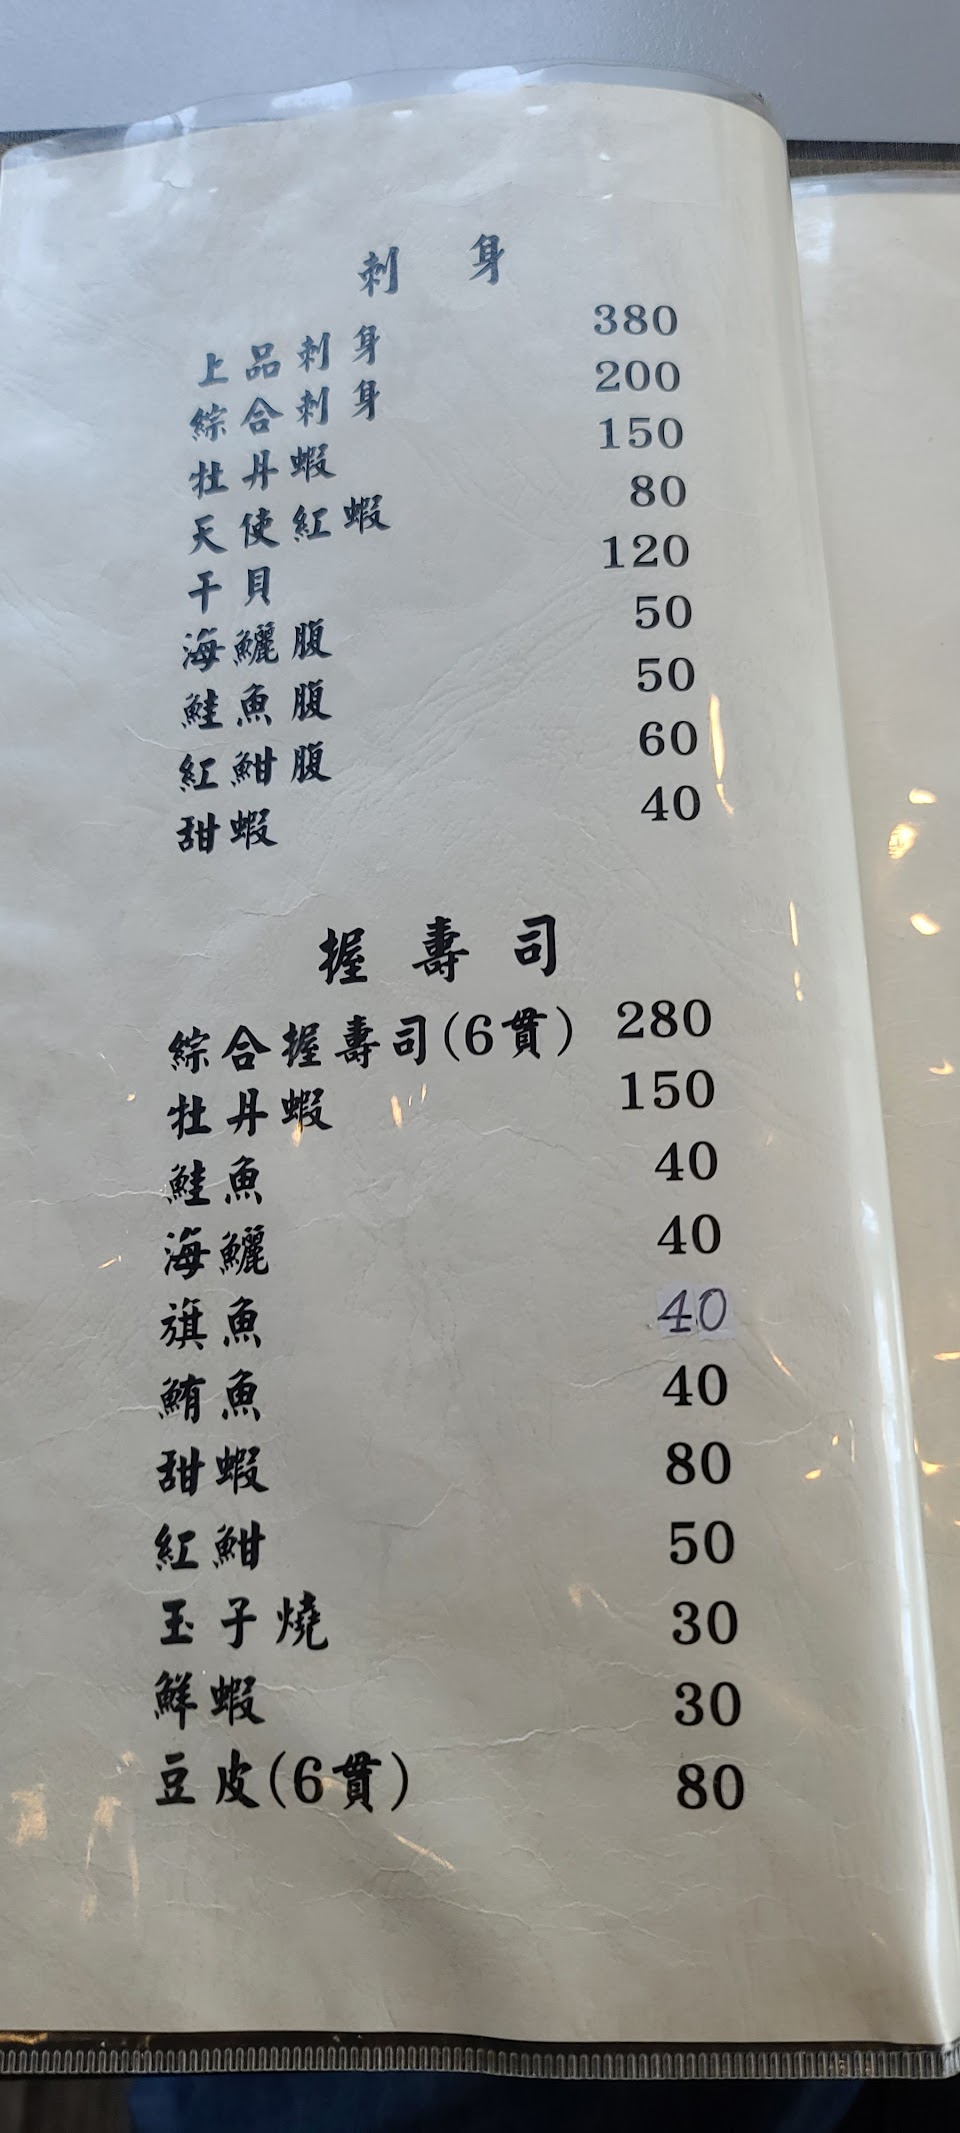 刺身
上品刺身 380
綜合刺身 200
牡丹蝦 150
天使紅蝦 80
干貝 120
海鱺腹 50
鮭魚腹 50
紅魽腹 60
甜蝦 40
握壽司
綜合握壽司(6貫) 280
牡丹蝦 150
鮭魚 40
海鱺 40
旗魚 40
鮪魚 40
甜蝦 80
紅魽 50
玉子燒 30
鮮蝦 30
豆皮(6貫) 80